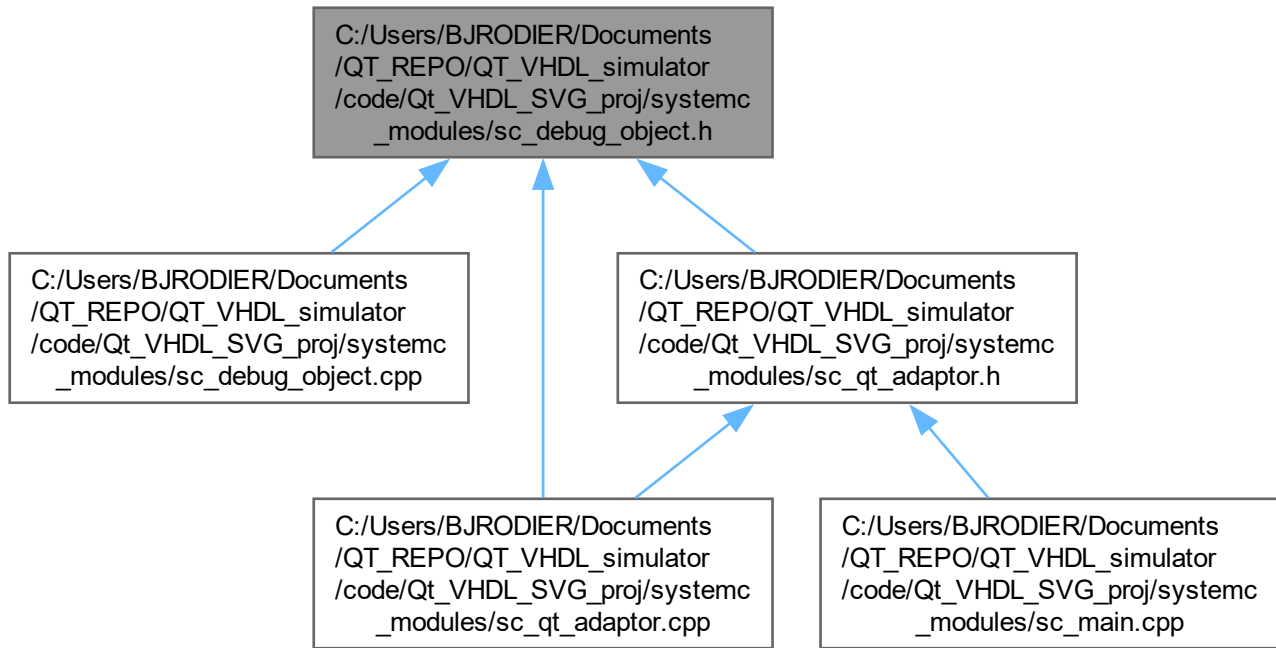 C:/Users/BJRODIER/Documents
/QT_REPO/QT_VHDL_simulator
/code/Qt_VHDL_SVG_proj/systemc
_modules/sc_debug_object.h
C:/Users/BJRODIER/Documents
/QT_REPO/QT_VHDL_simulator
/code/Qt_VHDL_SVG_proj/systemc
_modules/sc_debug_object.cpp
C:/Users/BJRODIER/Documents
/QT_REPO/QT_VHDL_simulator
/code/Qt_VHDL_SVG_proj/systemc
_modules/sc_qt_adaptor.h
C:/Users/BJRODIER/Documents
/QT_REPO/QT_VHDL_simulator
/code/Qt_VHDL_SVG_proj/systemc
_modules/sc_qt_adaptor.cpp
C:/Users/BJRODIER/Documents
/QT_REPO/QT_VHDL_simulator
/code/Qt_VHDL_SVG_proj/systemc
_modules/sc_main.cpp